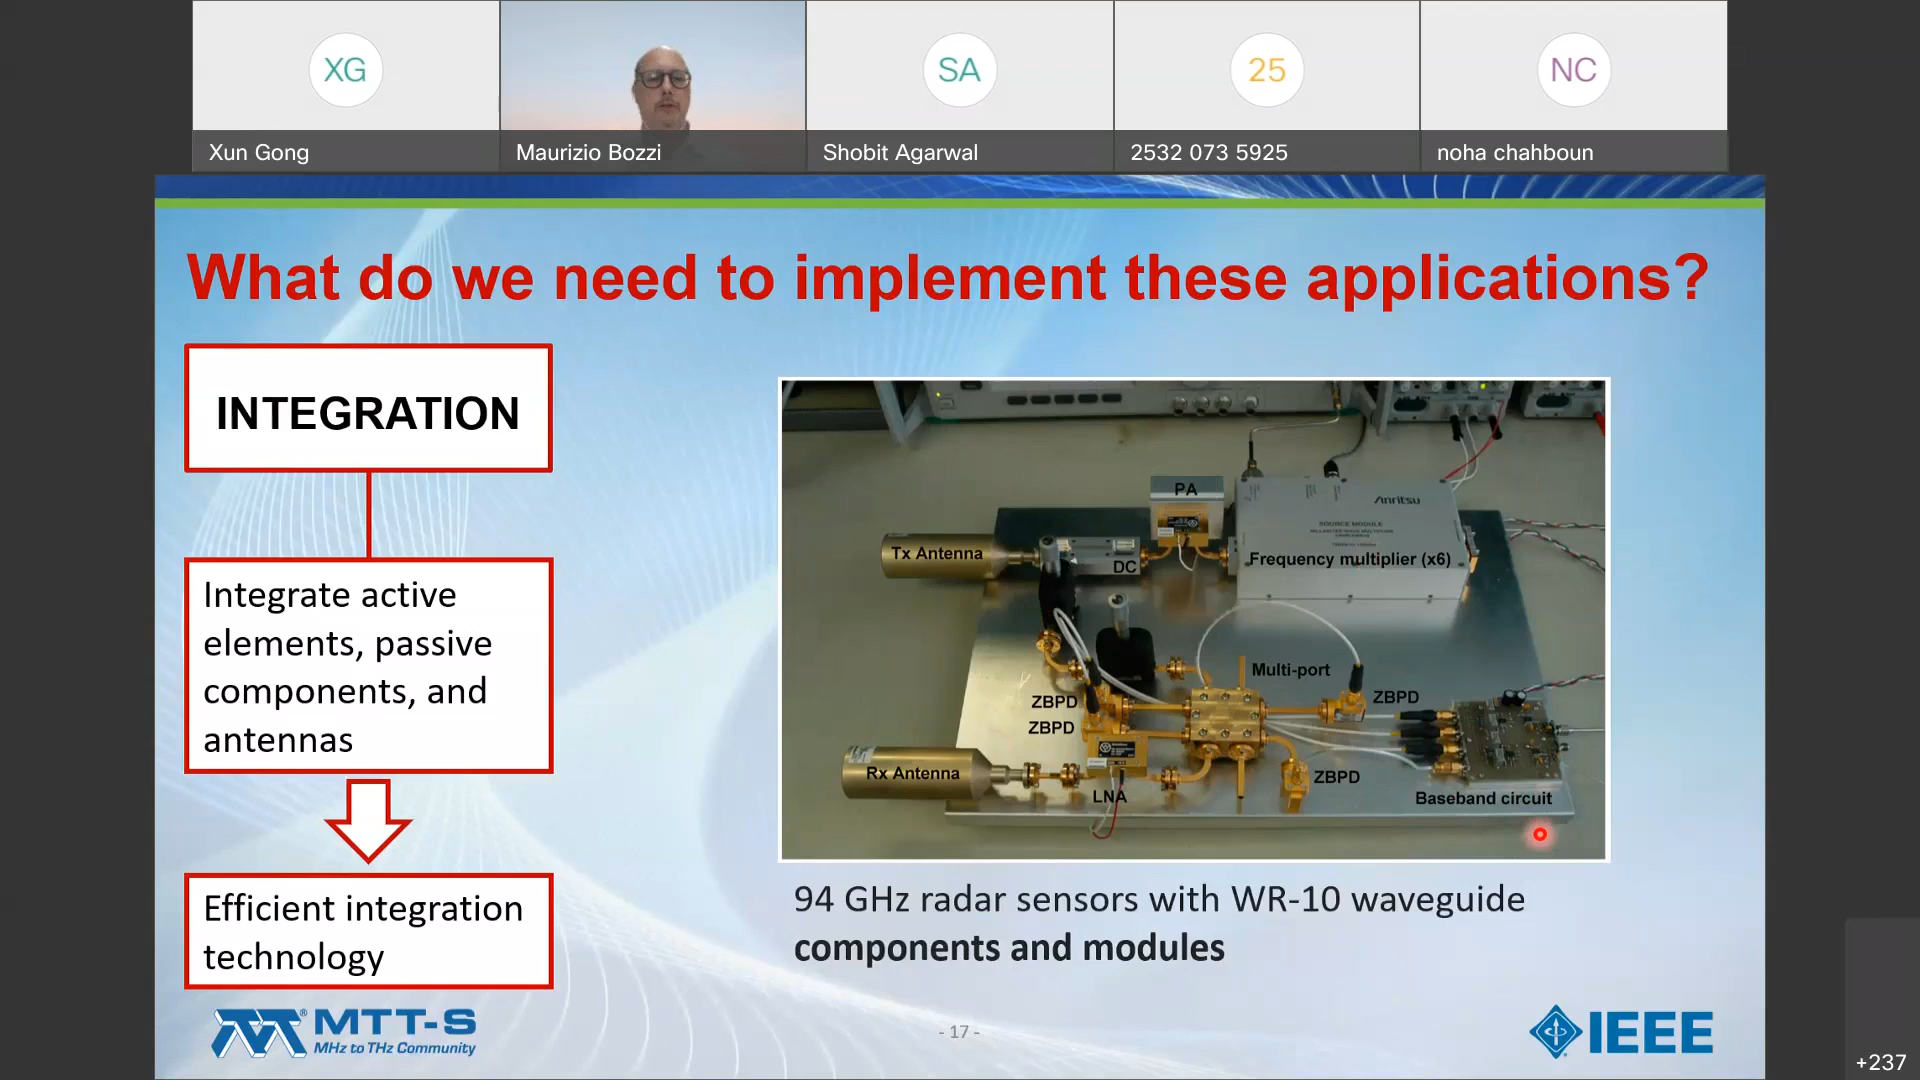 XG
SA
25
NC
Xun Gong
Maurizio Bozzi
Shobit Agarwal
2532 073 5925
noha chahboun
What do we need to implement these applications?
INTEGRATION
Integrate active
elements, passive
components, and
antennas
Efficient integration
technology
PA
Anritsu
SOURCE MODULE
Tx Antenna
DC
Frequency multiplier (x6)
Multi-port
ZBPD
ZBPD
ZBPD
Rx Antenna
ZBPD
LNA
Baseband circuit
94 GHz radar sensors with WR-10 waveguide
components and modules
MTT-S
MHz to THz Community
- 17 -
IEEE
+237